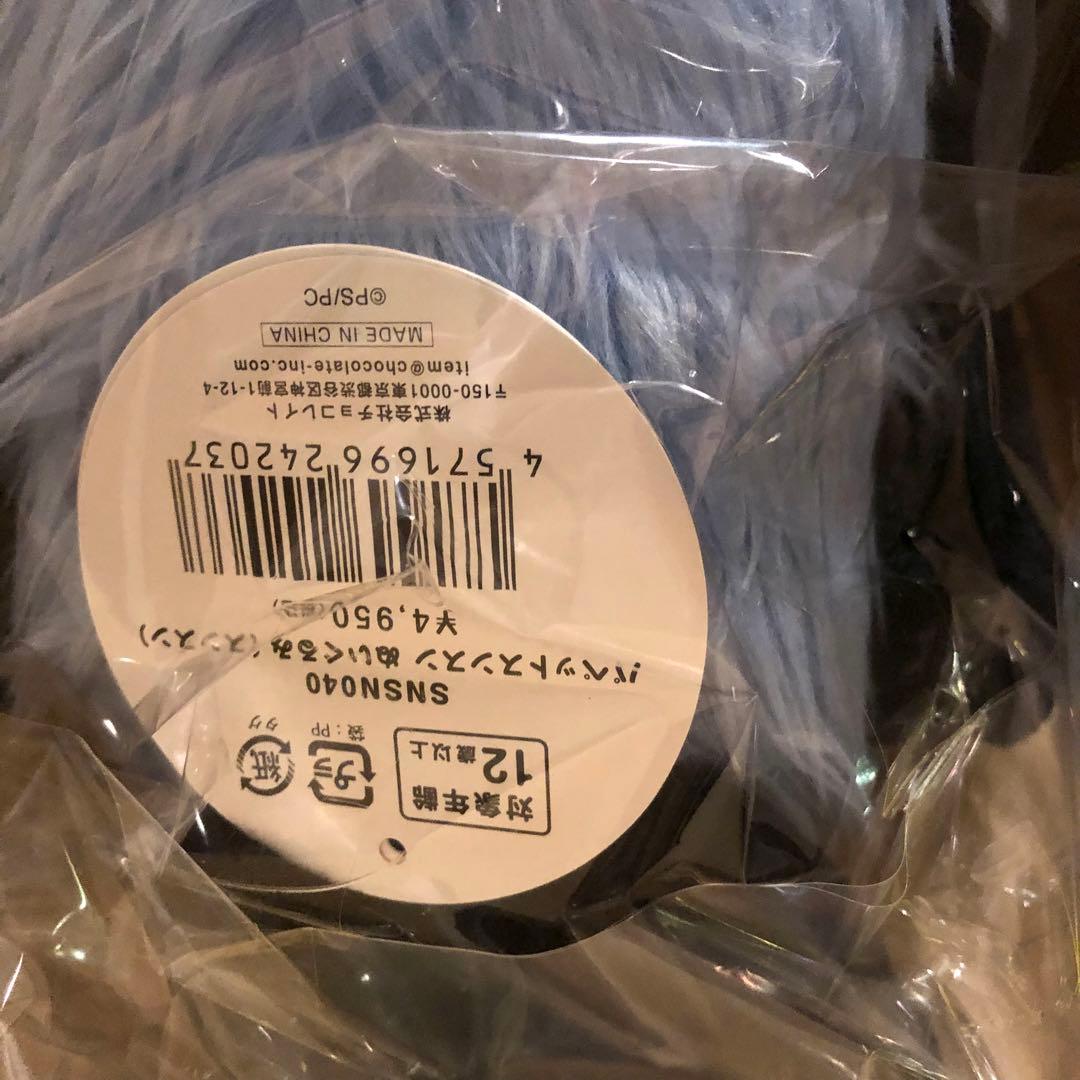 対象年齢
12歳以上
プラ
袋:PP
紙
タグ
SNSN040
パペットスンスン ぬいぐるみ(スンスン)
¥4,950(税込)
4 571696 242037
株式会社チョコレイト
〒150-0001東京都渋谷区神宮前1-12-4
item@chocolate-inc.com
MADE IN CHINA
©PS/PC